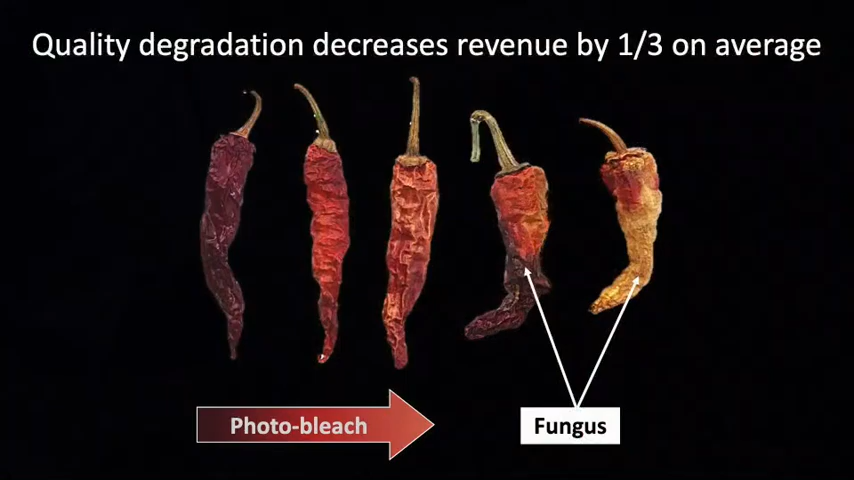 Quality degradation decreases revenue by 1/3 on average
Photo-bleach
Fungus